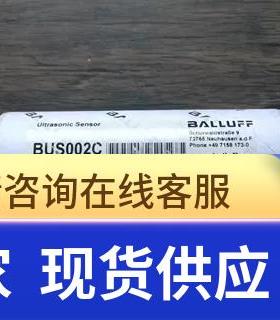 Ultrasonic Sensor
BALLUFF
Schurwaldstraße 9
73765 Neuhausen a.d.F.
Phone +49 7158 173-0
BUS002C
咨询在线客服
现货供应